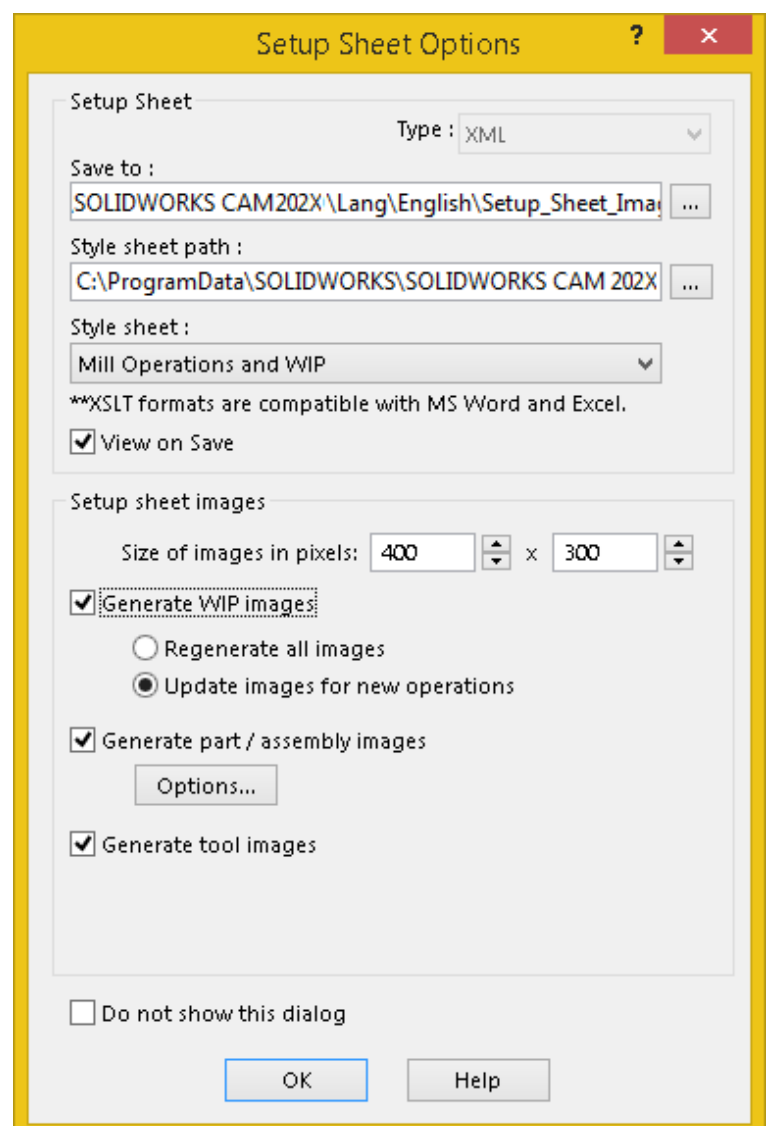 Setup Sheet Options ? ×
Setup Sheet
Type : XML
Save to :
SOLIDWORKS CAM202X\Lang\English\Setup_Sheet_Imag ...
Style sheet path :
C:\ProgramData\SOLIDWORKS\SOLIDWORKS CAM 202X ...
Style sheet :
Mill Operations and WIP
**XSLT formats are compatible with MS Word and Excel.
View on Save
Setup sheet images
Size of images in pixels: 400 x 300
Generate WIP images
Regenerate all images
Update images for new operations
Generate part / assembly images
Options...
Generate tool images
Do not show this dialog
OK Help